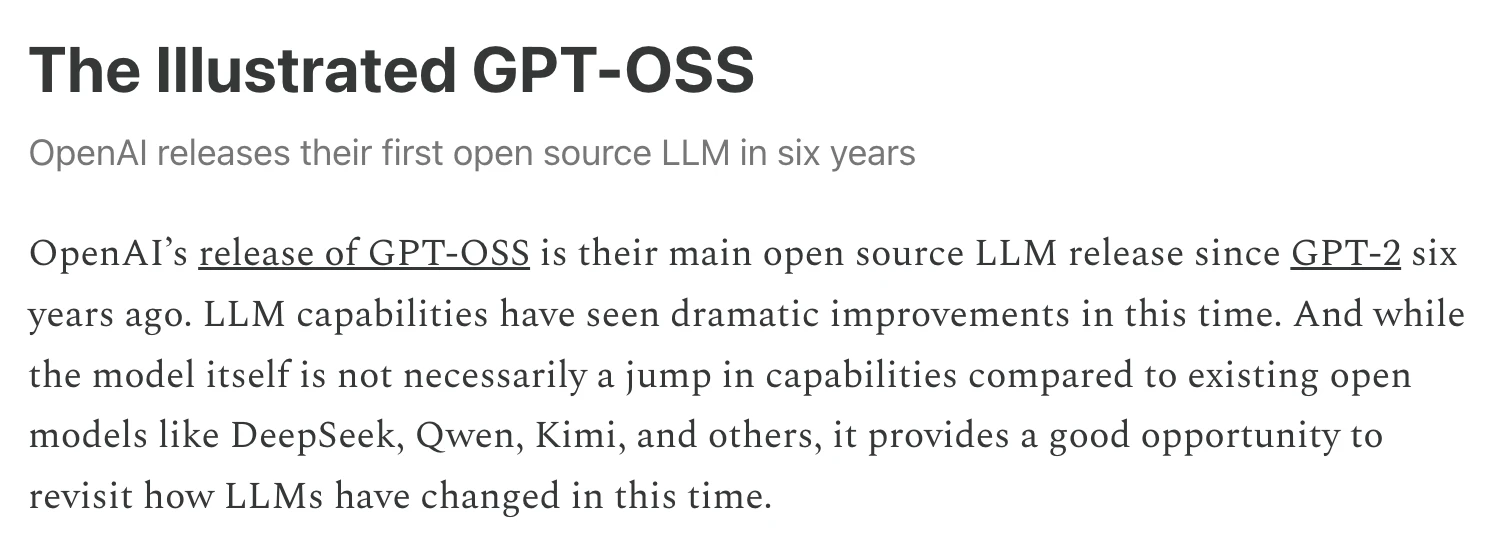 The Illustrated GPT-OSS
OpenAI releases their first open source LLM in six years
OpenAI’s release of GPT-OSS is their main open source LLM release since GPT-2 six
years ago. LLM capabilities have seen dramatic improvements in this time. And while
the model itself is not necessarily a jump in capabilities compared to existing open
models like DeepSeek, Qwen, Kimi, and others, it provides a good opportunity to
revisit how LLMs have changed in this time.